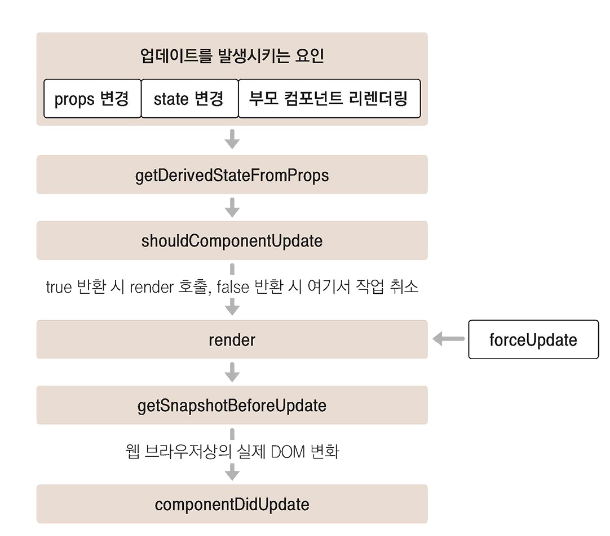 업데이트를 발생시키는 요인
props 변경
state 변경
부모 컴포넌트 리렌더링
getDerivedStateFromProps
shouldComponentUpdate
true 반환 시 render 호출, false 반환 시 여기서 작업 취소
render
forceUpdate
getSnapshotBeforeUpdate
웹 브라우저상의 실제 DOM 변화
componentDidUpdate